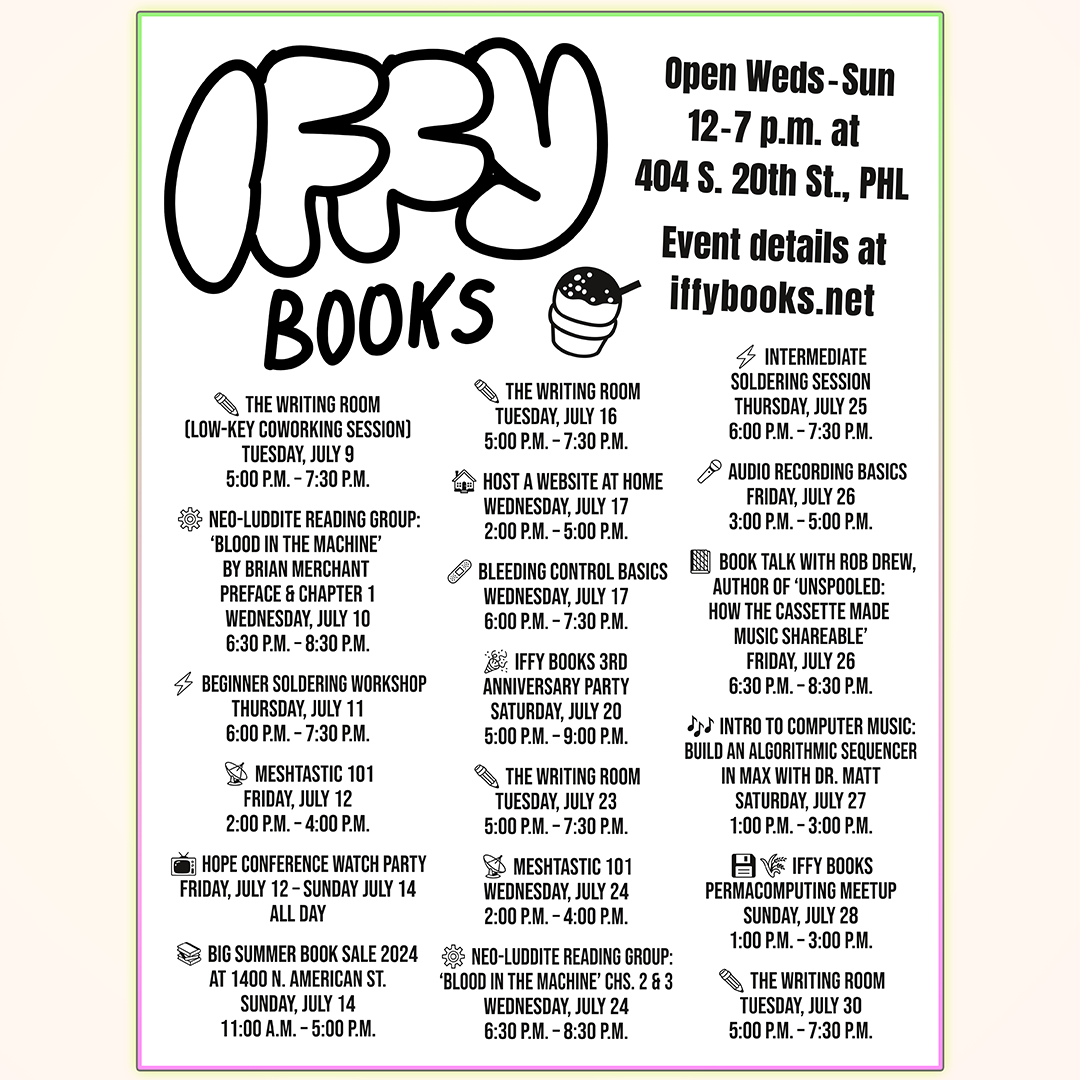 IFFY
BOOKS
Open Weds-Sun
12-7 p.m. at
404 S. 20th St., PHL
Event details at
iffybooks.net
THE WRITING ROOM
(LOW-KEY COWORKING SESSION)
TUESDAY, JULY 9
5:00 P.M. – 7:30 P.M.
NEO-LUDDITE READING GROUP:
‘BLOOD IN THE MACHINE’
BY BRIAN MERCHANT
PREFACE & CHAPTER 1
WEDNESDAY, JULY 10
6:30 P.M. – 8:30 P.M.
BEGINNER SOLDERING WORKSHOP
THURSDAY, JULY 11
6:00 P.M. – 7:30 P.M.
MESHTASTIC 101
FRIDAY, JULY 12
2:00 P.M. – 4:00 P.M.
HOPE CONFERENCE WATCH PARTY
FRIDAY, JULY 12 – SUNDAY JULY 14
ALL DAY
BIG SUMMER BOOK SALE 2024
AT 1400 N. AMERICAN ST.
SUNDAY, JULY 14
11:00 A.M. – 5:00 P.M.
THE WRITING ROOM
TUESDAY, JULY 16
5:00 P.M. – 7:30 P.M.
HOST A WEBSITE AT HOME
WEDNESDAY, JULY 17
2:00 P.M. – 5:00 P.M.
BLEEDING CONTROL BASICS
WEDNESDAY, JULY 17
6:00 P.M. – 7:30 P.M.
IFFY BOOKS 3RD
ANNIVERSARY PARTY
SATURDAY, JULY 20
5:00 P.M. – 9:00 P.M.
THE WRITING ROOM
TUESDAY, JULY 23
5:00 P.M. – 7:30 P.M.
MESHTASTIC 101
WEDNESDAY, JULY 24
2:00 P.M. – 4:00 P.M.
NEO-LUDDITE READING GROUP:
‘BLOOD IN THE MACHINE’ CHS. 2 & 3
WEDNESDAY, JULY 24
6:30 P.M. – 8:30 P.M.
INTERMEDIATE
SOLDERING SESSION
THURSDAY, JULY 25
6:00 P.M. – 7:30 P.M.
AUDIO RECORDING BASICS
FRIDAY, JULY 26
3:00 P.M. – 5:00 P.M.
BOOK TALK WITH ROB DREW,
AUTHOR OF ‘UNSPOOLED:
HOW THE CASSETTE MADE
MUSIC SHAREABLE’
FRIDAY, JULY 26
6:30 P.M. – 8:30 P.M.
INTRO TO COMPUTER MUSIC:
BUILD AN ALGORITHMIC SEQUENCER
IN MAX WITH DR. MATT
SATURDAY, JULY 27
1:00 P.M. – 3:00 P.M.
IFFY BOOKS
PERMACOMPUTING MEETUP
SUNDAY, JULY 28
1:00 P.M. – 3:00 P.M.
THE WRITING ROOM
TUESDAY, JULY 30
5:00 P.M. – 7:30 P.M.